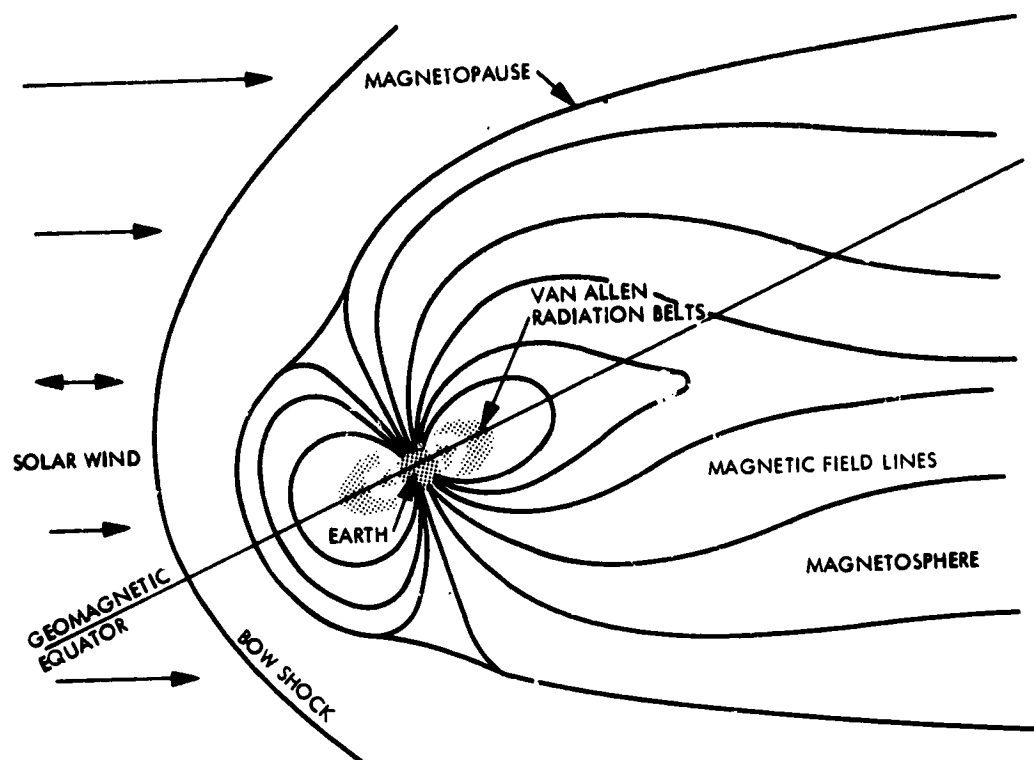 MAGNETOPAUSE
VAN ALLEN
RADIATION BELTS
SOLAR WIND
MAGNETIC FIELD LINES
EARTH
MAGNETOSPHERE
GEOMAGNETIC
EQUATOR
BOW SHOCK